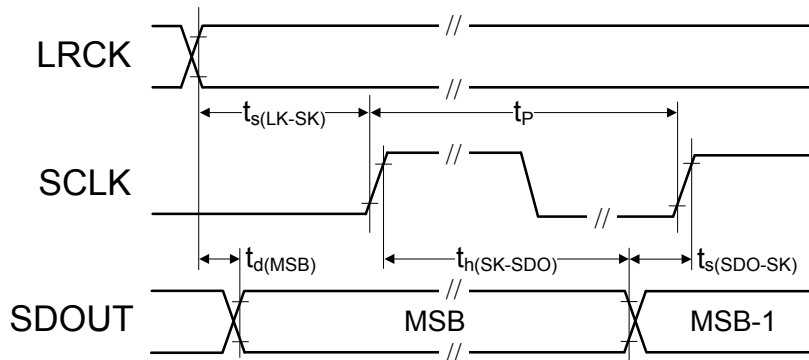 LRCK
//
//
ts(LK-SK)
tP
SCLK
//
//
td(MSB)
th(SK-SDO)
ts(SDO-SK)
SDOUT
//
MSB
MSB-1
//